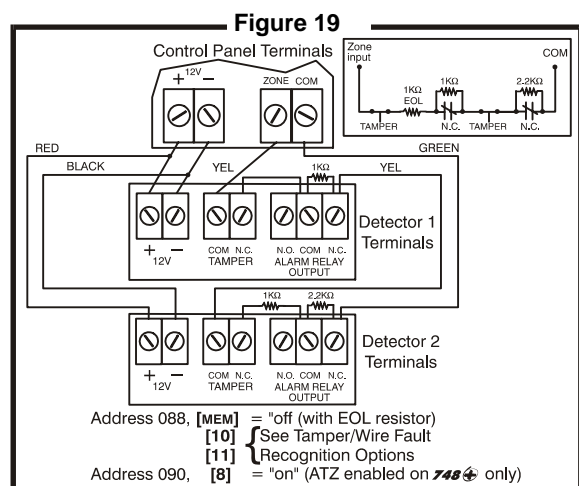 Figure 19
Control Panel Terminals
+ 12V −
ZONE COM
Zone input
COM
1KΩ EOL
1KΩ
2.2KΩ
TAMPER
N.C.
TAMPER
N.C.
RED
BLACK
YEL
1KΩ
YEL
GREEN
Detector 1 Terminals
+ − 12V
COM N.C. TAMPER
N.O. COM N.C. ALARM RELAY OUTPUT
1KΩ
2.2KΩ
Detector 2 Terminals
+ − 12V
COM N.C. TAMPER
N.O. COM N.C. ALARM RELAY OUTPUT
Address 088, [MEM] = "off (with EOL resistor)
[10] { See Tamper/Wire Fault
[11] Recognition Options
Address 090, [8] = "on" (ATZ enabled on 748+ only)